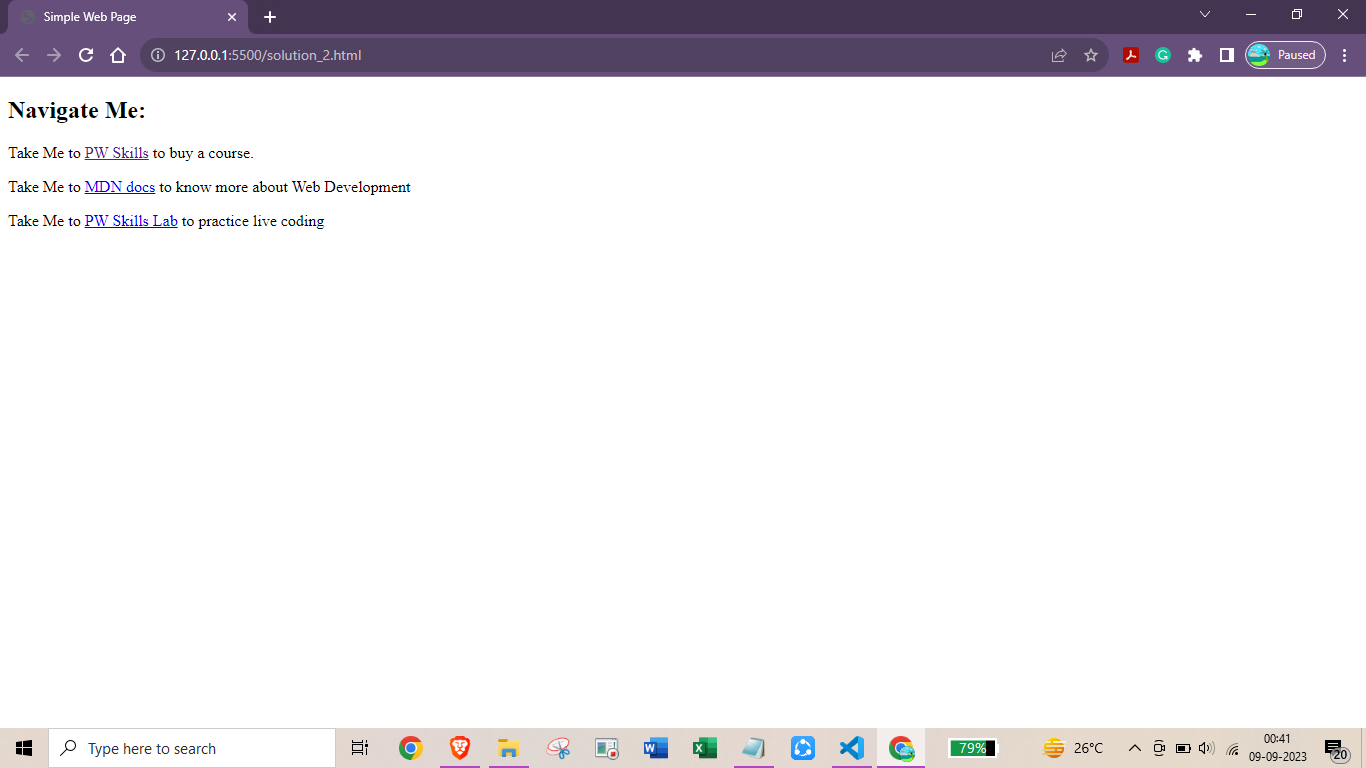 Simple Web Page
127.0.0.1:5500/solution_2.html
Paused
Navigate Me:
Take Me to PW Skills to buy a course.
Take Me to MDN docs to know more about Web Development
Take Me to PW Skills Lab to practice live coding
Type here to search
79%
26°C
00:41
09-09-2023
20